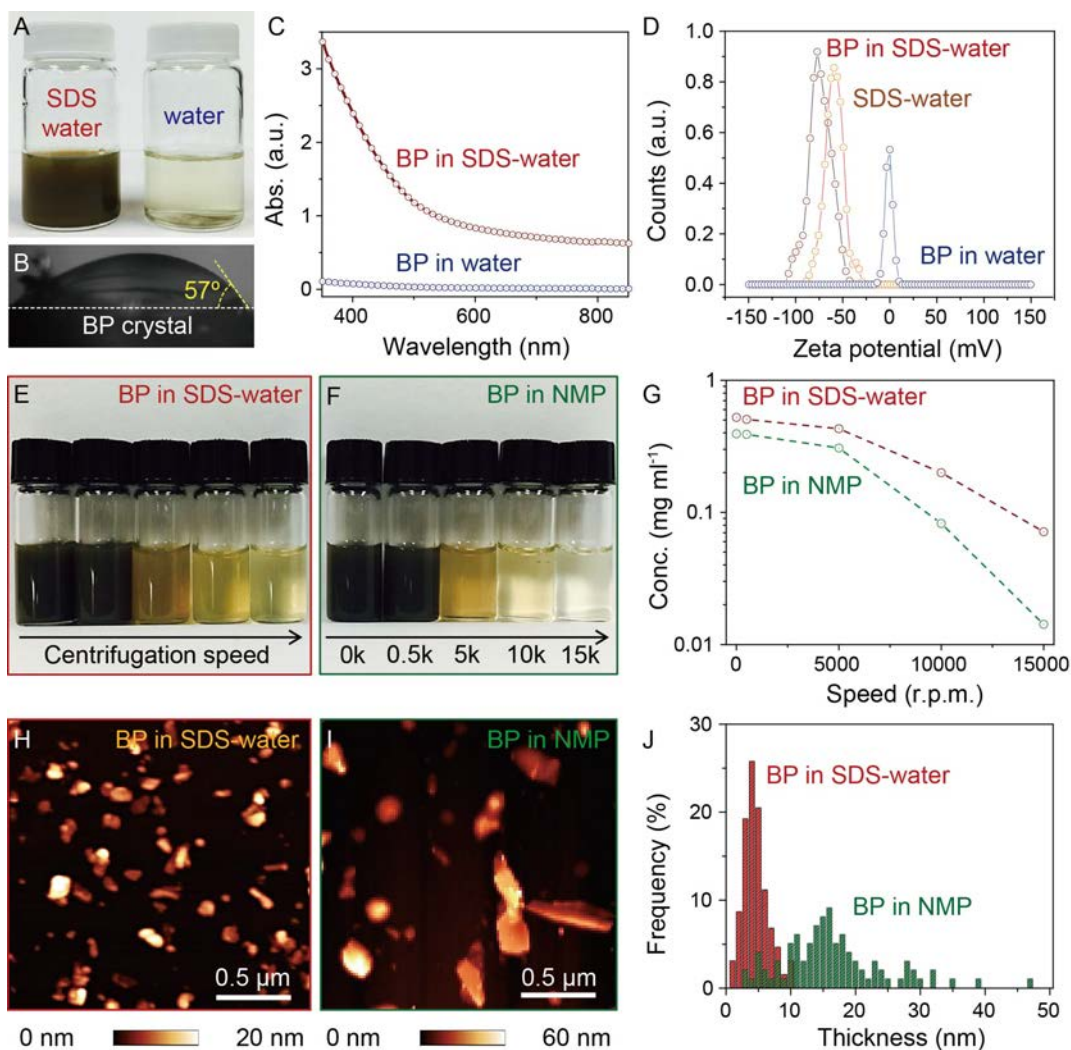 A
SDS
water
water
B
57º
BP crystal
C
Abs. (a.u.)
3
2
1
0
BP in SDS-water
BP in water
400
600
800
Wavelength (nm)
D
Counts (a.u.)
1.0
0.8
0.6
0.4
0.2
0.0
BP in SDS-water
SDS-water
BP in water
-150
-100
-50
0
50
100
150
Zeta potential (mV)
E
BP in SDS-water
Centrifugation speed
F
BP in NMP
0k
0.5k
5k
10k
15k
G
Conc. (mg ml⁻¹)
1
0.1
0.01
BP in SDS-water
BP in NMP
0
5000
10000
15000
Speed (r.p.m.)
H
BP in SDS-water
0.5 µm
0 nm
20 nm
I
BP in NMP
0.5 µm
0 nm
60 nm
J
Frequency (%)
30
20
10
0
BP in SDS-water
BP in NMP
0
10
20
30
40
50
Thickness (nm)